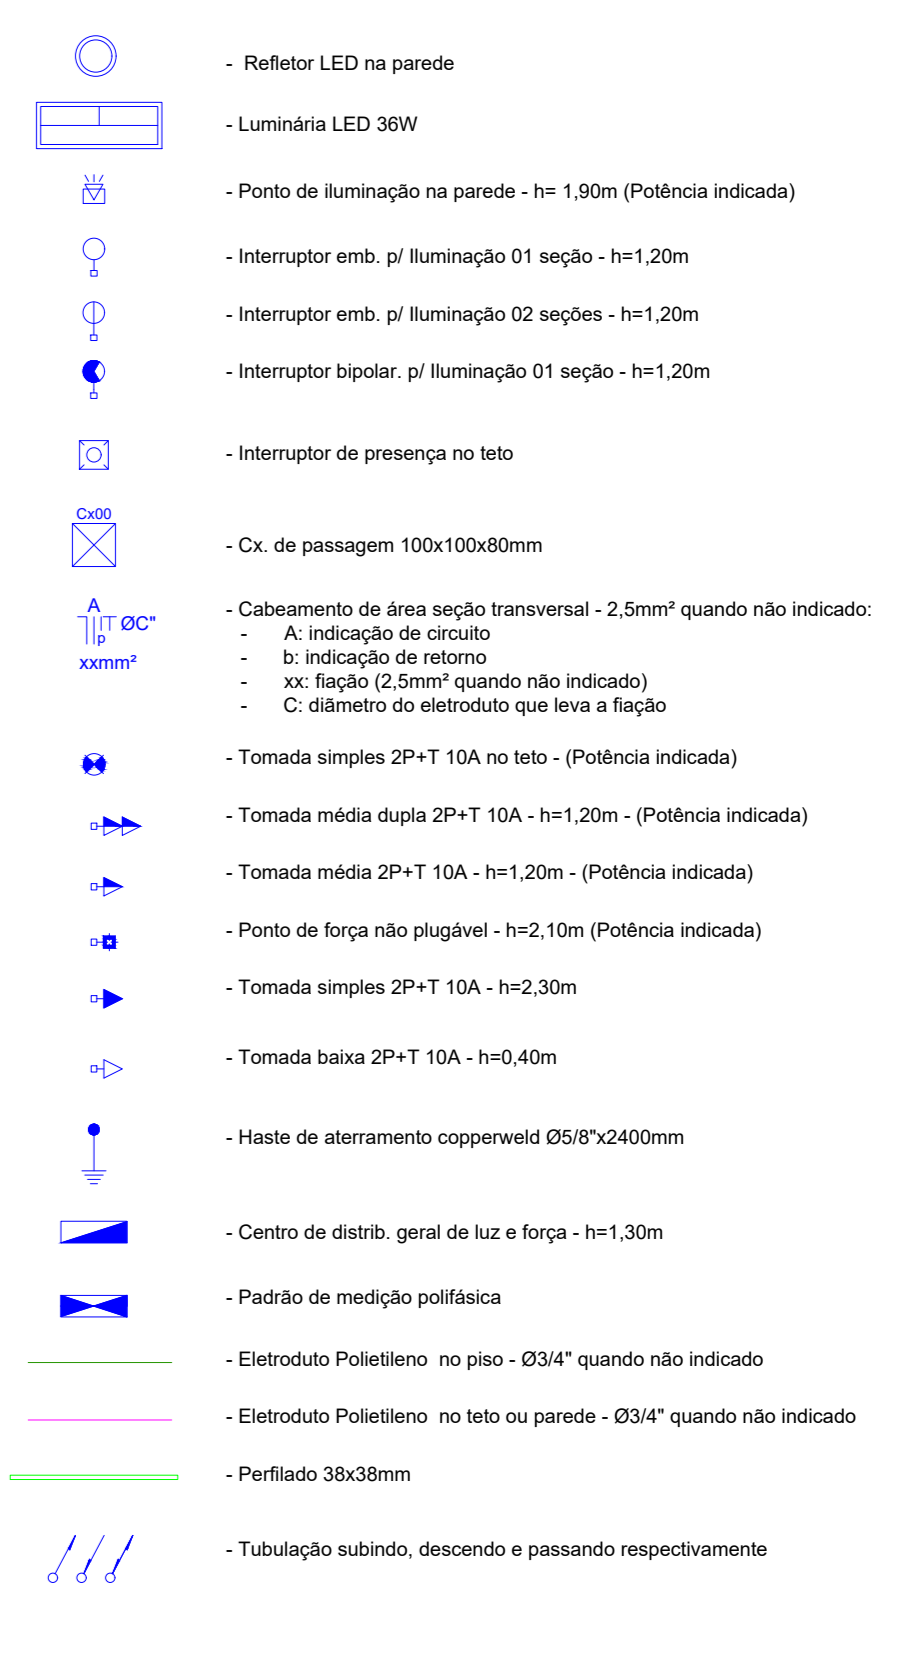 -  Refletor LED na parede
- Luminária LED 36W
- Ponto de iluminação na parede - h= 1,90m (Potência indicada)
- Interruptor emb. p/ Iluminação 01 seção - h=1,20m
- Interruptor emb. p/ Iluminação 02 seções - h=1,20m
- Interruptor bipolar. p/ Iluminação 01 seção - h=1,20m
- Interruptor de presença no teto
Cx00
- Cx. de passagem 100x100x80mm
A
ØC"
p
xxmm²
- Cabeamento de área seção transversal - 2,5mm² quando não indicado:
- A: indicação de circuito
- b: indicação de retorno
- xx: fiação (2,5mm² quando não indicado)
- C: diãmetro do eletroduto que leva a fiação
- Tomada simples 2P+T 10A no teto - (Potência indicada)
- Tomada média dupla 2P+T 10A - h=1,20m - (Potência indicada)
- Tomada média 2P+T 10A - h=1,20m - (Potência indicada)
- Ponto de força não plugável - h=2,10m (Potência indicada)
- Tomada simples 2P+T 10A - h=2,30m
- Tomada baixa 2P+T 10A - h=0,40m
- Haste de aterramento copperweld Ø5/8"x2400mm
- Centro de distrib. geral de luz e força - h=1,30m
- Padrão de medição polifásica
- Eletroduto Polietileno  no piso - Ø3/4" quando não indicado
- Eletroduto Polietileno  no teto ou parede - Ø3/4" quando não indicado
- Perfilado 38x38mm
- Tubulação subindo, descendo e passando respectivamente